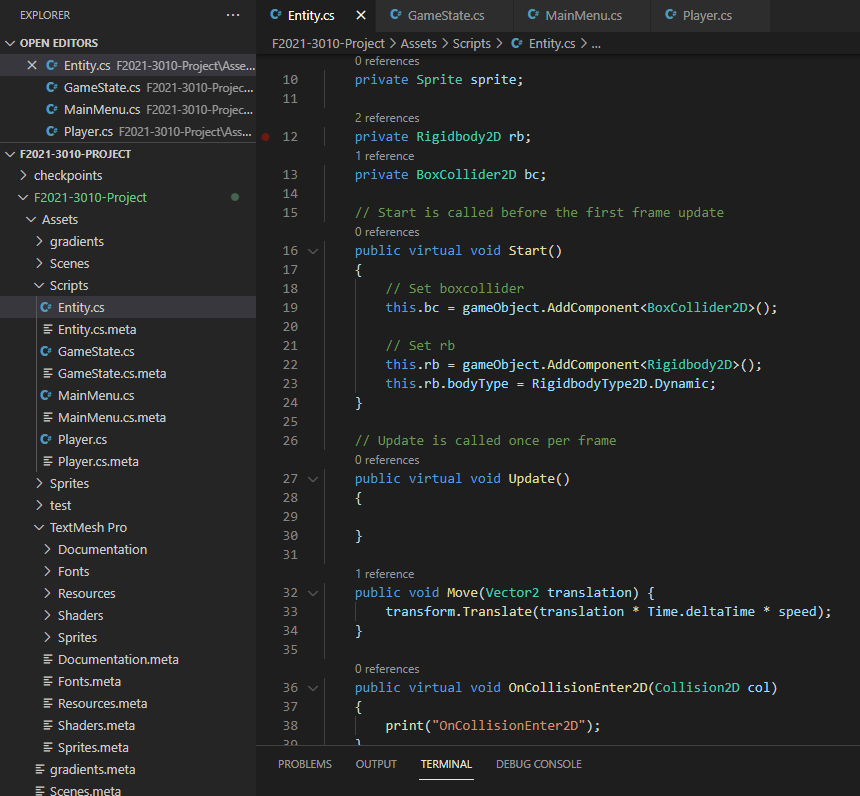 EXPLORER ...
OPEN EDITORS
Entity.cs F2021-3010-Project\Asse...
GameState.cs F2021-3010-Projec...
MainMenu.cs F2021-3010-Projec...
Player.cs F2021-3010-Project\Ass...
F2021-3010-PROJECT
checkpoints
F2021-3010-Project
Assets
gradients
Scenes
Scripts
Entity.cs
Entity.cs.meta
GameState.cs
GameState.cs.meta
MainMenu.cs
MainMenu.cs.meta
Player.cs
Player.cs.meta
Sprites
test
TextMesh Pro
Documentation
Fonts
Resources
Shaders
Sprites
Documentation.meta
Fonts.meta
Resources.meta
Shaders.meta
Sprites.meta
gradients.meta
Scenes.meta
Entity.cs GameState.cs MainMenu.cs Player.cs
F2021-3010-Project > Assets > Scripts > Entity.cs > ...
0 references
10 private Sprite sprite;
11
2 references
12 private Rigidbody2D rb;
1 reference
13 private BoxCollider2D bc;
14
15 // Start is called before the first frame update
0 references
16 public virtual void Start()
17 {
18 // Set boxcollider
19 this.bc = gameObject.AddComponent<BoxCollider2D>();
20
21 // Set rb
22 this.rb = gameObject.AddComponent<Rigidbody2D>();
23 this.rb.bodyType = RigidbodyType2D.Dynamic;
24 }
25
26 // Update is called once per frame
0 references
27 public virtual void Update()
28 {
29
30 }
31
1 reference
32 public void Move(Vector2 translation) {
33 transform.Translate(translation * Time.deltaTime * speed);
34 }
35
0 references
36 public virtual void OnCollisionEnter2D(Collision2D col)
37 {
38 print("OnCollisionEnter2D");
39 }
PROBLEMS OUTPUT TERMINAL DEBUG CONSOLE